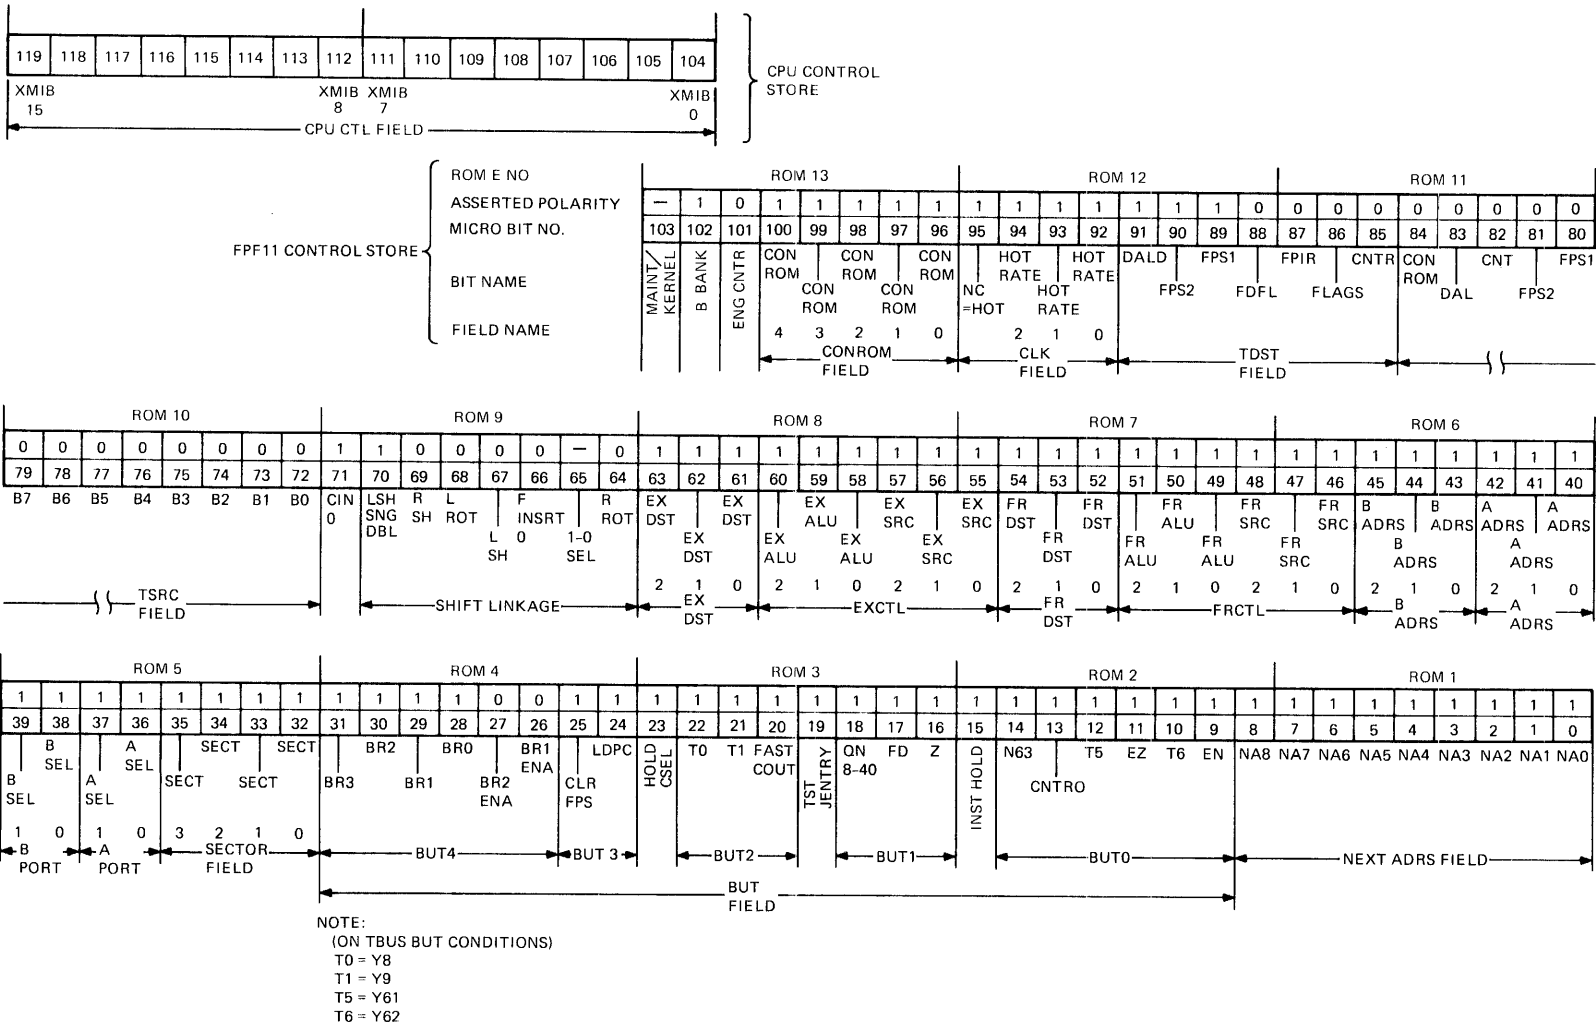 119 118 117 116 115 114 113 112 111 110 109 108 107 106 105 104
XMIB 15 XMIB 8 XMIB 7 XMIB 0
CPU CTL FIELD
CPU CONTROL
STORE
FPF11 CONTROL STORE
ROM E NO ROM 13 ROM 12 ROM 11
ASSERTED POLARITY — 1 0 1 1 1 1 1 1 1 1 1 1 1 1 0 0 0 0 0 0 0 0 0
MICRO BIT NO. 103 102 101 100 99 98 97 96 95 94 93 92 91 90 89 88 87 86 85 84 83 82 81 80
BIT NAME
MAINT/KERNEL B BANK ENG CNTR CON ROM CON ROM CON ROM CON ROM CON ROM NC =HOT HOT RATE HOT RATE HOT RATE DALD FPS2 FPS1 FDFL FPIR FLAGS CNTR CON ROM DAL CNT FPS2 FPS1
FIELD NAME 4 3 2 1 0 2 1 0
CONROM FIELD CLK FIELD TDST FIELD
ROM 10 ROM 9 ROM 8 ROM 7 ROM 6
0 0 0 0 0 0 0 0 1 1 0 0 0 0 — 0 1 1 1 1 1 1 1 1 1 1 1 1 1 1 1 1 1 1 1 1 1 1 1 1
79 78 77 76 75 74 73 72 71 70 69 68 67 66 65 64 63 62 61 60 59 58 57 56 55 54 53 52 51 50 49 48 47 46 45 44 43 42 41 40
B7 B6 B5 B4 B3 B2 B1 B0 CIN 0 LSH SNG DBL R SH L ROT L SH F INSRT 0 1-0 SEL R ROT EX DST EX DST EX DST EX ALU EX ALU EX ALU EX SRC EX SRC EX SRC FR DST FR DST FR DST FR ALU FR ALU FR ALU FR SRC FR SRC FR SRC B ADRS B ADRS B ADRS A ADRS A ADRS A ADRS
2 1 0 2 1 0 2 1 0 2 1 0 2 1 0 2 1 0 2 1 0 2 1 0
TSRC FIELD SHIFT LINKAGE EX DST EXCTL FR DST FRCTL B ADRS A ADRS
ROM 5 ROM 4 ROM 3 ROM 2 ROM 1
1 1 1 1 1 1 1 1 1 1 1 1 0 0 1 1 1 1 1 1 1 1 1 1 1 1 1 1 1 1 1 1 1 1 1 1 1 1 1 1
39 38 37 36 35 34 33 32 31 30 29 28 27 26 25 24 23 22 21 20 19 18 17 16 15 14 13 12 11 10 9 8 7 6 5 4 3 2 1 0
B SEL B SEL A SEL A SEL SECT SECT SECT SECT BR3 BR2 BR1 BR0 BR2 ENA BR1 ENA CLR FPS LDPC HOLD CSEL T0 T1 FAST COUT TST JENTRY QN 8-40 FD Z INST HOLD N63 CNTRO T5 EZ T6 EN NA8 NA7 NA6 NA5 NA4 NA3 NA2 NA1 NA0
1 0 1 0 3 2 1 0
B PORT A PORT SECTOR FIELD BUT4 BUT 3 BUT2 BUT1 BUT0 NEXT ADRS FIELD
BUT
FIELD
NOTE:
(ON TBUS BUT CONDITIONS)
T0 = Y8
T1 = Y9
T5 = Y61
T6 = Y62